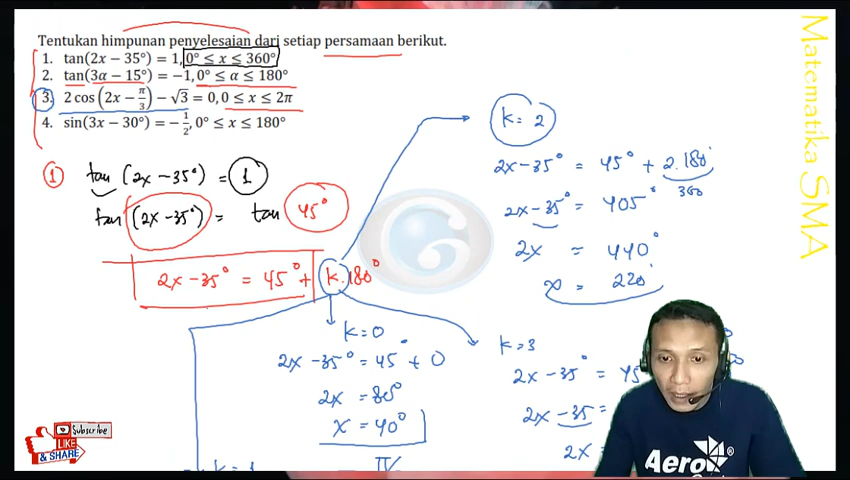 Tentukan himpunan penyelesaian dari setiap persamaan berikut.
1. tan(2x − 35°) = 1, 0° ≤ x ≤ 360°
2. tan(3α − 15°) = −1, 0° ≤ α ≤ 180°
3. 2 cos(2x − π/3) − √3 = 0, 0 ≤ x ≤ 2π
4. sin(3x − 30°) = −1/2, 0° ≤ x ≤ 180°
① tan (2x − 35°) = 1
tan (2x − 35°) = tan 45°
2x − 35° = 45° + k.180°
k = 2
2x − 35° = 45° + 2.180°
360
2x − 35° = 405°
2x = 440°
x = 220°
k = 0
2x − 35° = 45° + 0
2x = 80°
x = 40°
IV
k = 3
2x − 35° = 45
2x − 35 =
2x =
Matematika SMA
Subscribe
LIKE
& SHARE
Aero